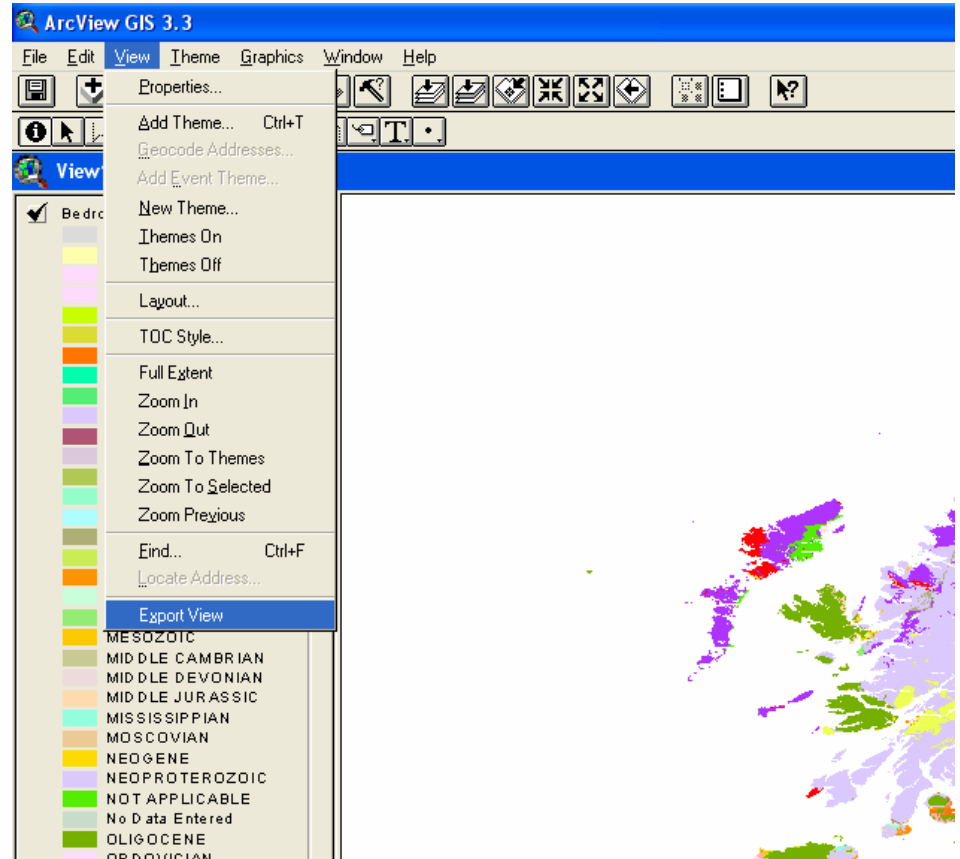 ArcView GIS 3.3
File Edit View Theme Graphics Window Help
Properties...
Add Theme... Ctrl+T
Geocode Addresses...
Add Event Theme...
New Theme...
Themes On
Themes Off
Layout...
TOC Style...
Full Extent
Zoom In
Zoom Out
Zoom To Themes
Zoom To Selected
Zoom Previous
Find... Ctrl+F
Locate Address...
Export View
T
View
Bedro
MESOZOIC
MIDDLE CAMBRIAN
MIDDLE DEVONIAN
MIDDLE JURASSIC
MISSISSIPPIAN
MOSCOVIAN
NEOGENE
NEOPROTEROZOIC
NOT APPLICABLE
No Data Entered
OLIGOCENE
ORDOVICIAN